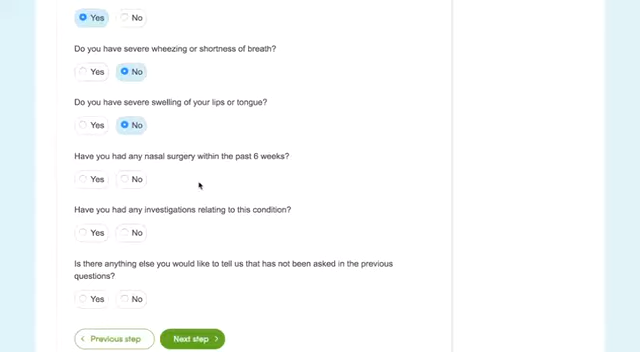 Yes No
Do you have severe wheezing or shortness of breath?
Yes No
Do you have severe swelling of your lips or tongue?
Yes No
Have you had any nasal surgery within the past 6 weeks?
Yes No
Have you had any investigations relating to this condition?
Yes No
Is there anything else you would like to tell us that has not been asked in the previous
questions?
Yes No
Previous step Next step